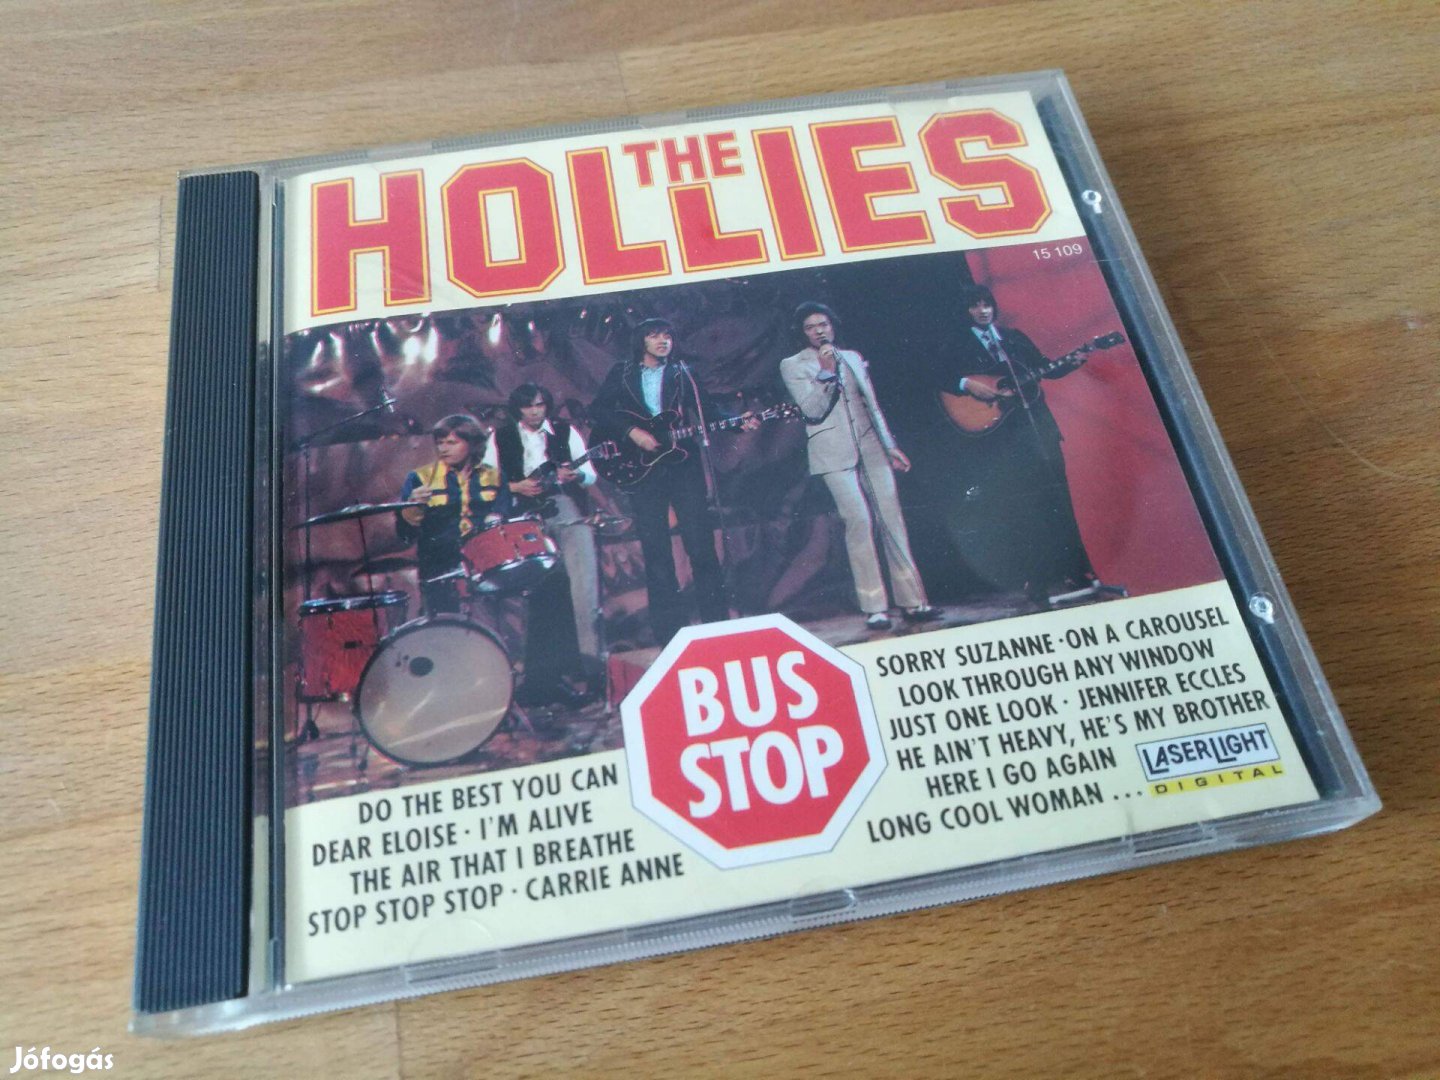 THE
HOLLIES
15 109
BUS
STOP
DO THE BEST YOU CAN
DEAR ELOISE · I'M ALIVE
THE AIR THAT I BREATHE
STOP STOP STOP · CARRIE ANNE
SORRY SUZANNE · ON A CAROUSEL
LOOK THROUGH ANY WINDOW
JUST ONE LOOK · JENNIFER ECCLES
HE AIN'T HEAVY, HE'S MY BROTHER
HERE I GO AGAIN
LONG COOL WOMAN ...
LASERLIGHT
DIGITAL
Jófogás